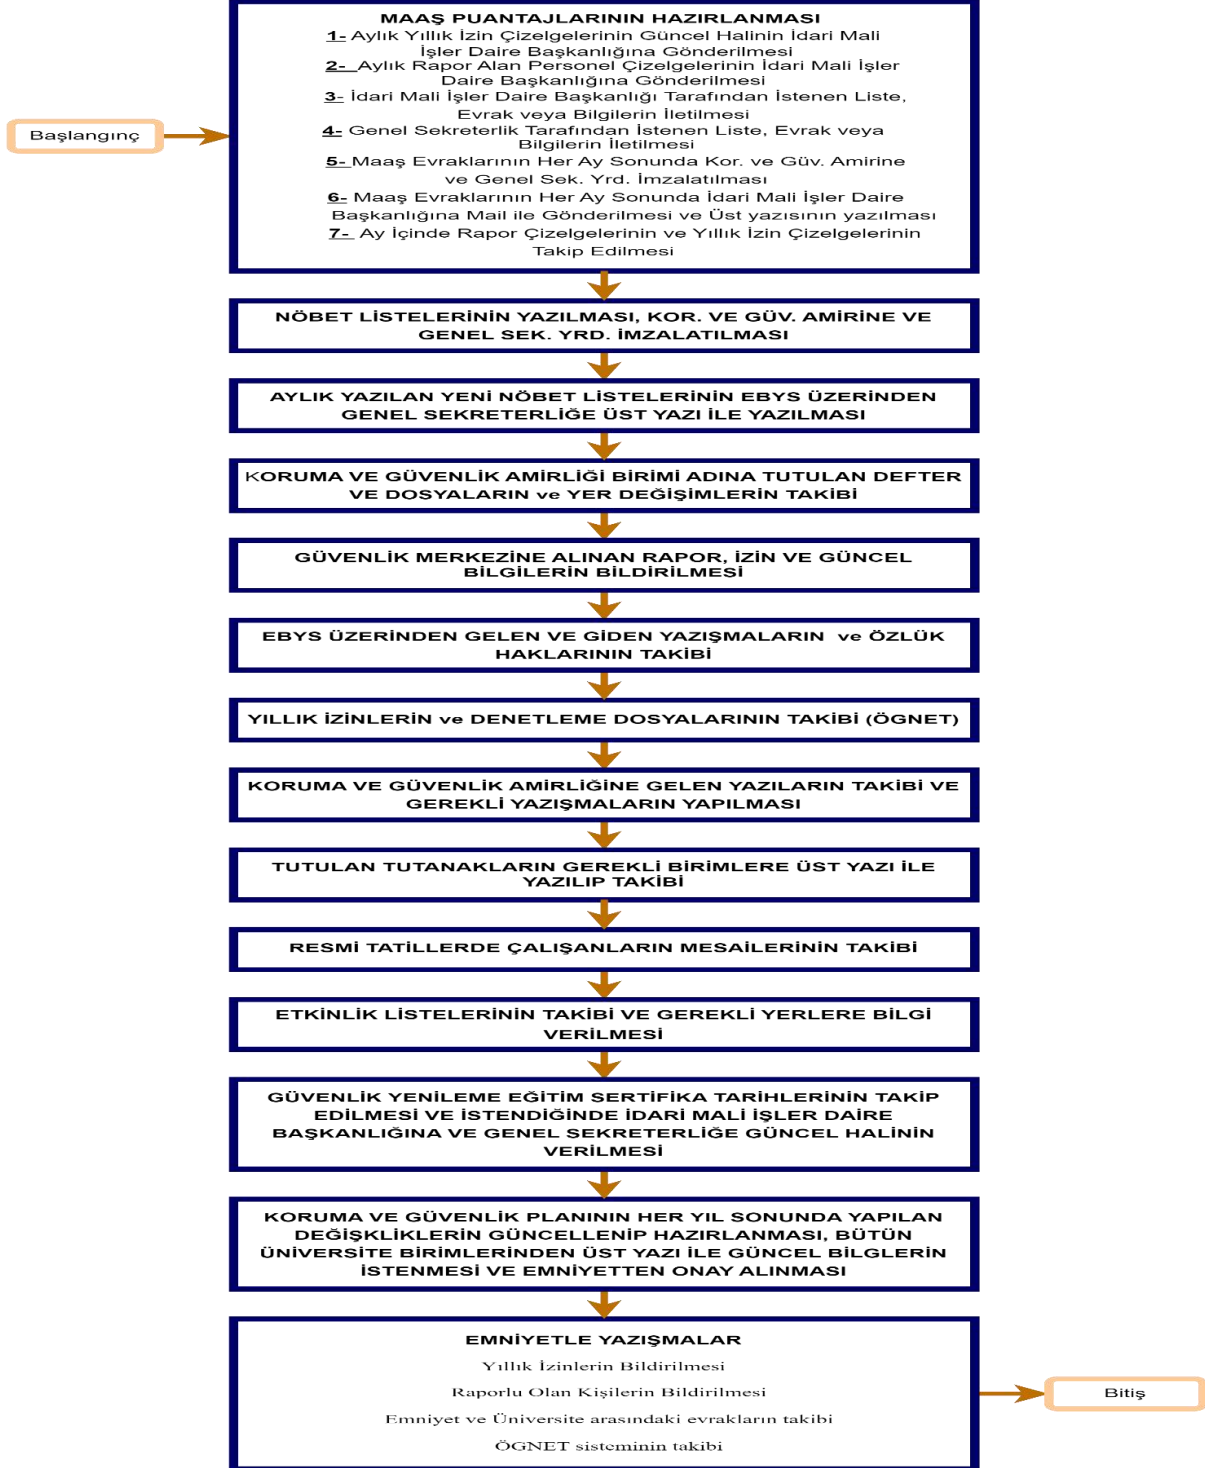 MAAŞ PUANTAJLARININ HAZIRLANMASI
1- Aylık Yıllık İzin Çizelgelerinin Güncel Halinin İdari Mali
İşler Daire Başkanlığına Gönderilmesi
2- Aylık Rapor Alan Personel Çizelgelerinin İdari Mali İşler
Daire Başkanlığına Gönderilmesi
3- İdari Mali İşler Daire Başkanlığı Tarafından İstenen Liste,
Evrak veya Bilgilerin İletilmesi
4- Genel Sekreterlik Tarafından İstenen Liste, Evrak veya
Bilgilerin İletilmesi
5- Maaş Evraklarının Her Ay Sonunda Kor. ve Güv. Amirine
ve Genel Sek. Yrd. İmzalatılması
6- Maaş Evraklarının Her Ay Sonunda İdari Mali İşler Daire
Başkanlığına Mail ile Gönderilmesi ve Üst yazısının yazılması
7- Ay İçinde Rapor Çizelgelerinin ve Yıllık İzin Çizelgelerinin
Takip Edilmesi
Başlangınç
NÖBET LİSTELERİNİN YAZILMASI, KOR. VE GÜV. AMİRİNE VE
GENEL SEK. YRD. İMZALATILMASI
AYLIK YAZILAN YENİ NÖBET LİSTELERİNİN EBYS ÜZERİNDEN
GENEL SEKRETERLİĞE ÜST YAZI İLE YAZILMASI
KORUMA VE GÜVENLİK AMİRLİĞİ BİRİMİ ADINA TUTULAN DEFTER
VE DOSYALARIN ve YER DEĞİŞİMLERİN TAKİBİ
GÜVENLİK MERKEZİNE ALINAN RAPOR, İZİN VE GÜNCEL
BİLGİLERİN BİLDİRİLMESİ
EBYS ÜZERİNDEN GELEN VE GİDEN YAZIŞMALARIN ve ÖZLÜK
HAKLARININ TAKİBİ
YILLIK İZİNLERİN ve DENETLEME DOSYALARININ TAKİBİ (ÖGNET)
KORUMA VE GÜVENLİK AMİRLİĞİNE GELEN YAZILARIN TAKİBİ VE
GEREKLİ YAZIŞMALARIN YAPILMASI
TUTULAN TUTANAKLARIN GEREKLİ BİRİMLERE ÜST YAZI İLE
YAZILIP TAKİBİ
RESMİ TATİLLERDE ÇALIŞANLARIN MESAİLERİNİN TAKİBİ
ETKİNLİK LİSTELERİNİN TAKİBİ VE GEREKLİ YERLERE BİLGİ
VERİLMESİ
GÜVENLİK YENİLEME EĞİTİM SERTİFİKA TARİHLERİNİN TAKİP
EDİLMESİ VE İSTENDİĞİNDE İDARİ MALİ İŞLER DAİRE
BAŞKANLIĞINA VE GENEL SEKRETERLİĞE GÜNCEL HALİNİN
VERİLMESİ
KORUMA VE GÜVENLİK PLANININ HER YIL SONUNDA YAPILAN
DEĞİŞKLİKLERİN GÜNCELLENİP HAZIRLANMASI, BÜTÜN
ÜNİVERSİTE BİRİMLERİNDEN ÜST YAZI İLE GÜNCEL BİLGLERİN
İSTENMESİ VE EMNİYETTEN ONAY ALINMASI
EMNİYETLE YAZIŞMALAR
Yıllık İzinlerin Bildirilmesi
Raporlu Olan Kişilerin Bildirilmesi
Emniyet ve Üniversite arasındaki evrakların takibi
ÖGNET sisteminin takibi
Bitiş